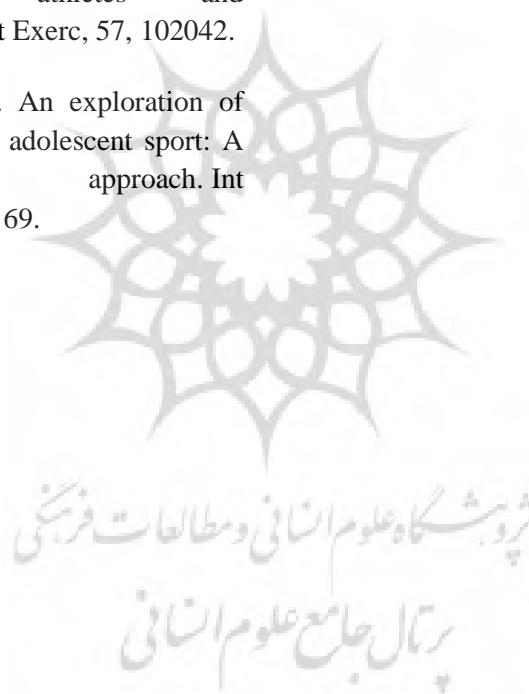 athletes and
t Exerc, 57, 102042.
. An exploration of
adolescent sport: A
approach. Int
69.
پژوهشگاه علوم انسانی و مطالعات فرهنگی
پرتال جامع علوم انسانی